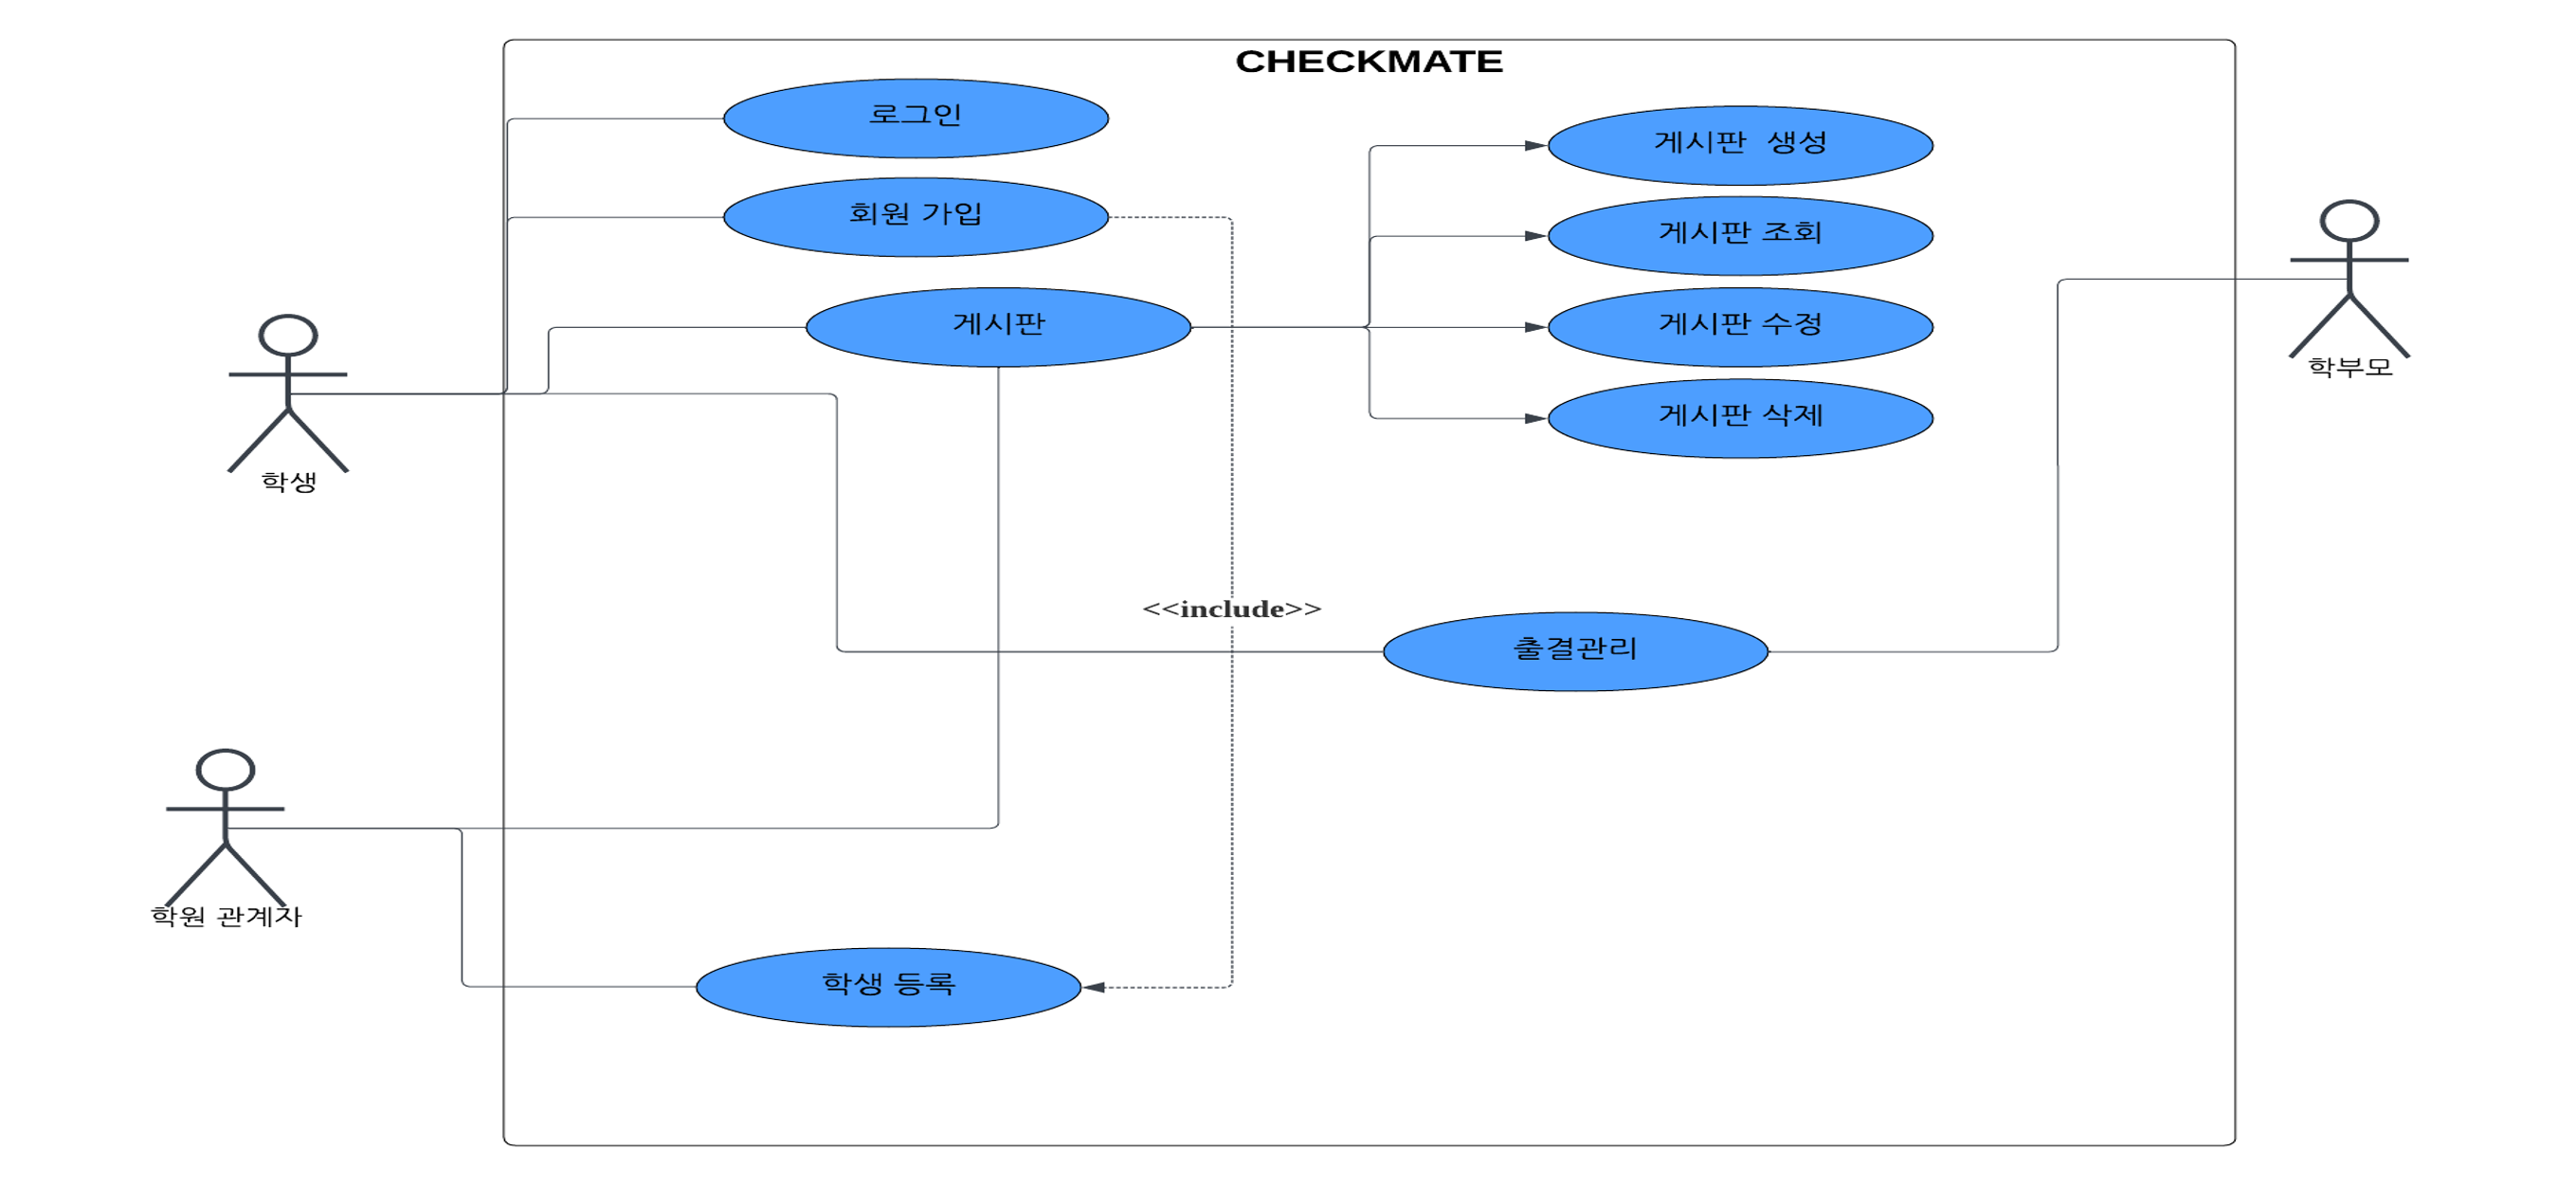 CHECKMATE
로그인
회원 가입
게시판
게시판 생성
게시판 조회
게시판 수정
게시판 삭제
학부모
학생
<<include>>
출결관리
학원 관계자
학생 등록